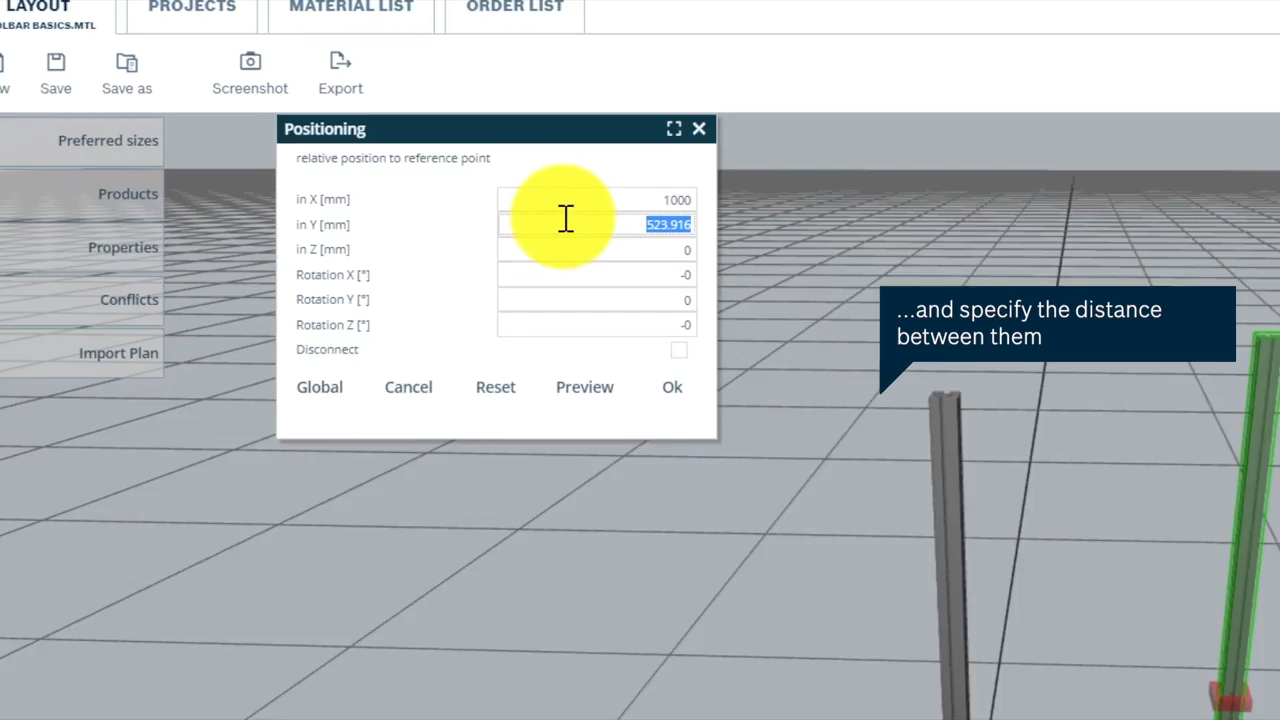 LAYOUT
OLBAR BASICS.MTL
PROJECTS
MATERIAL LIST
ORDER LIST
w
Save
Save as
Screenshot
Export
Preferred sizes
Products
Properties
Conflicts
Import Plan
Positioning
relative position to reference point
in X [mm] 1000
in Y [mm] 523.916
in Z [mm] 0
Rotation X [°] -0
Rotation Y [°] 0
Rotation Z [°] -0
Disconnect
Global Cancel Reset Preview Ok
...and specify the distance
between them